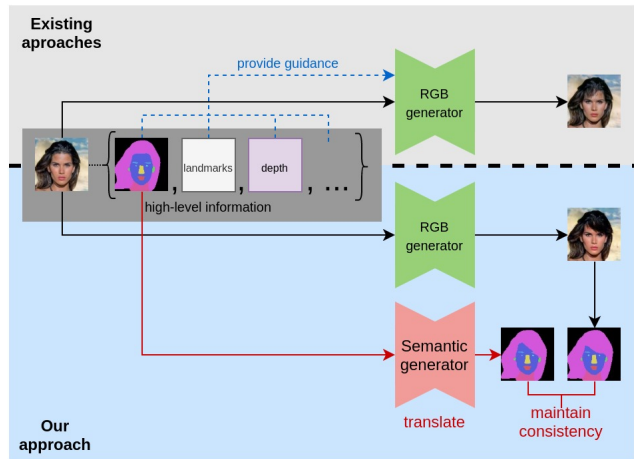 Existing
aproaches
provide guidance
RGB
generator
landmarks
depth
, , , ...
high-level information
RGB
generator
Semantic
generator
translate
maintain
consistency
Our
approach